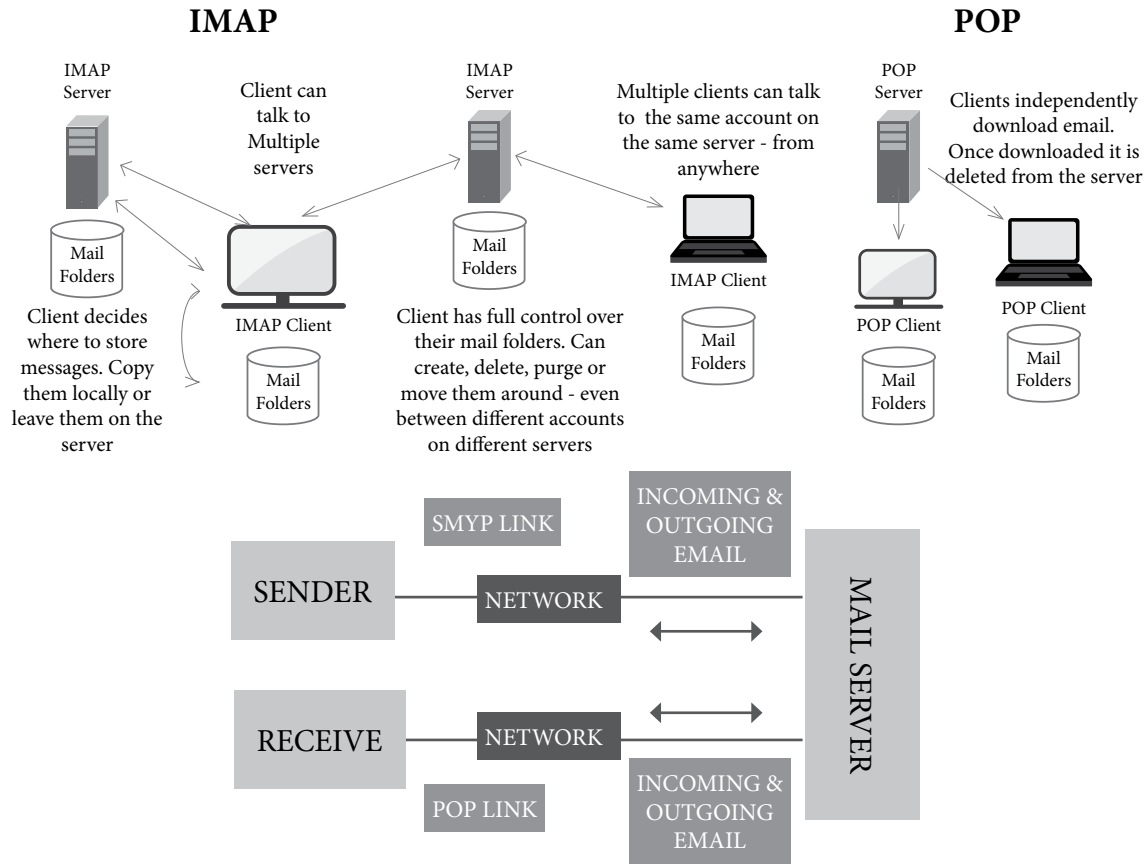 IMAP
POP
IMAP
Server
Client can
talk to
Multiple
servers
Mail
Folders
IMAP Client
Client decides
where to store
messages. Copy
them locally or
leave them on the
server
Mail
Folders
IMAP
Server
Mail
Folders
Multiple clients can talk
to the same account on
the same server - from
anywhere
IMAP Client
Mail
Folders
Client has full control over
their mail folders. Can
create, delete, purge or
move them around - even
between different accounts
on different servers
POP
Server
Clients independently
download email.
Once downloaded it is
deleted from the server
POP Client
Mail
Folders
POP Client
Mail
Folders
SMYP LINK
INCOMING &
OUTGOING
EMAIL
SENDER
NETWORK
MAIL SERVER
RECEIVE
NETWORK
POP LINK
INCOMING &
OUTGOING
EMAIL